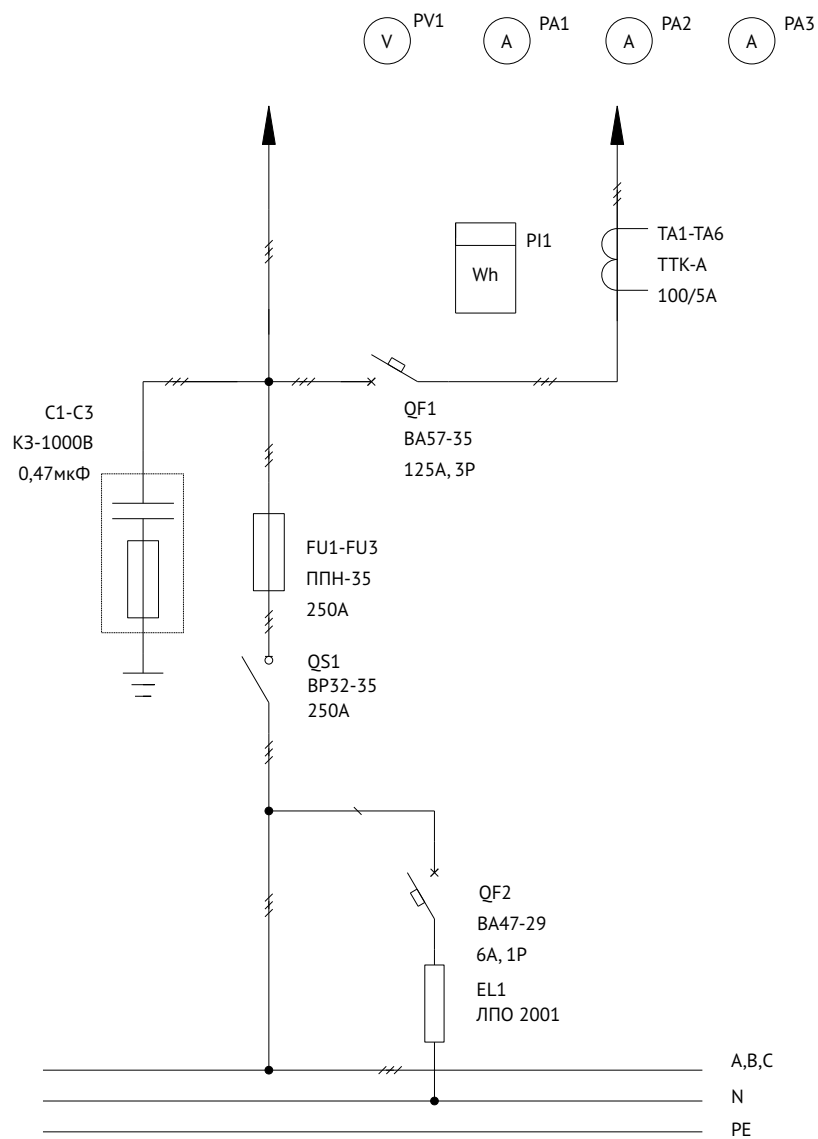 PV1
PA1
PA2
PA3
V
A
A
A
PI1
Wh
TA1-TA6
ТТК-А
100/5А
C1-C3
КЗ-1000В
0,47мкФ
QF1
ВА57-35
125А, 3Р
FU1-FU3
ППН-35
250А
QS1
ВР32-35
250А
QF2
ВА47-29
6А, 1Р
EL1
ЛПО 2001
A,B,C
N
PE